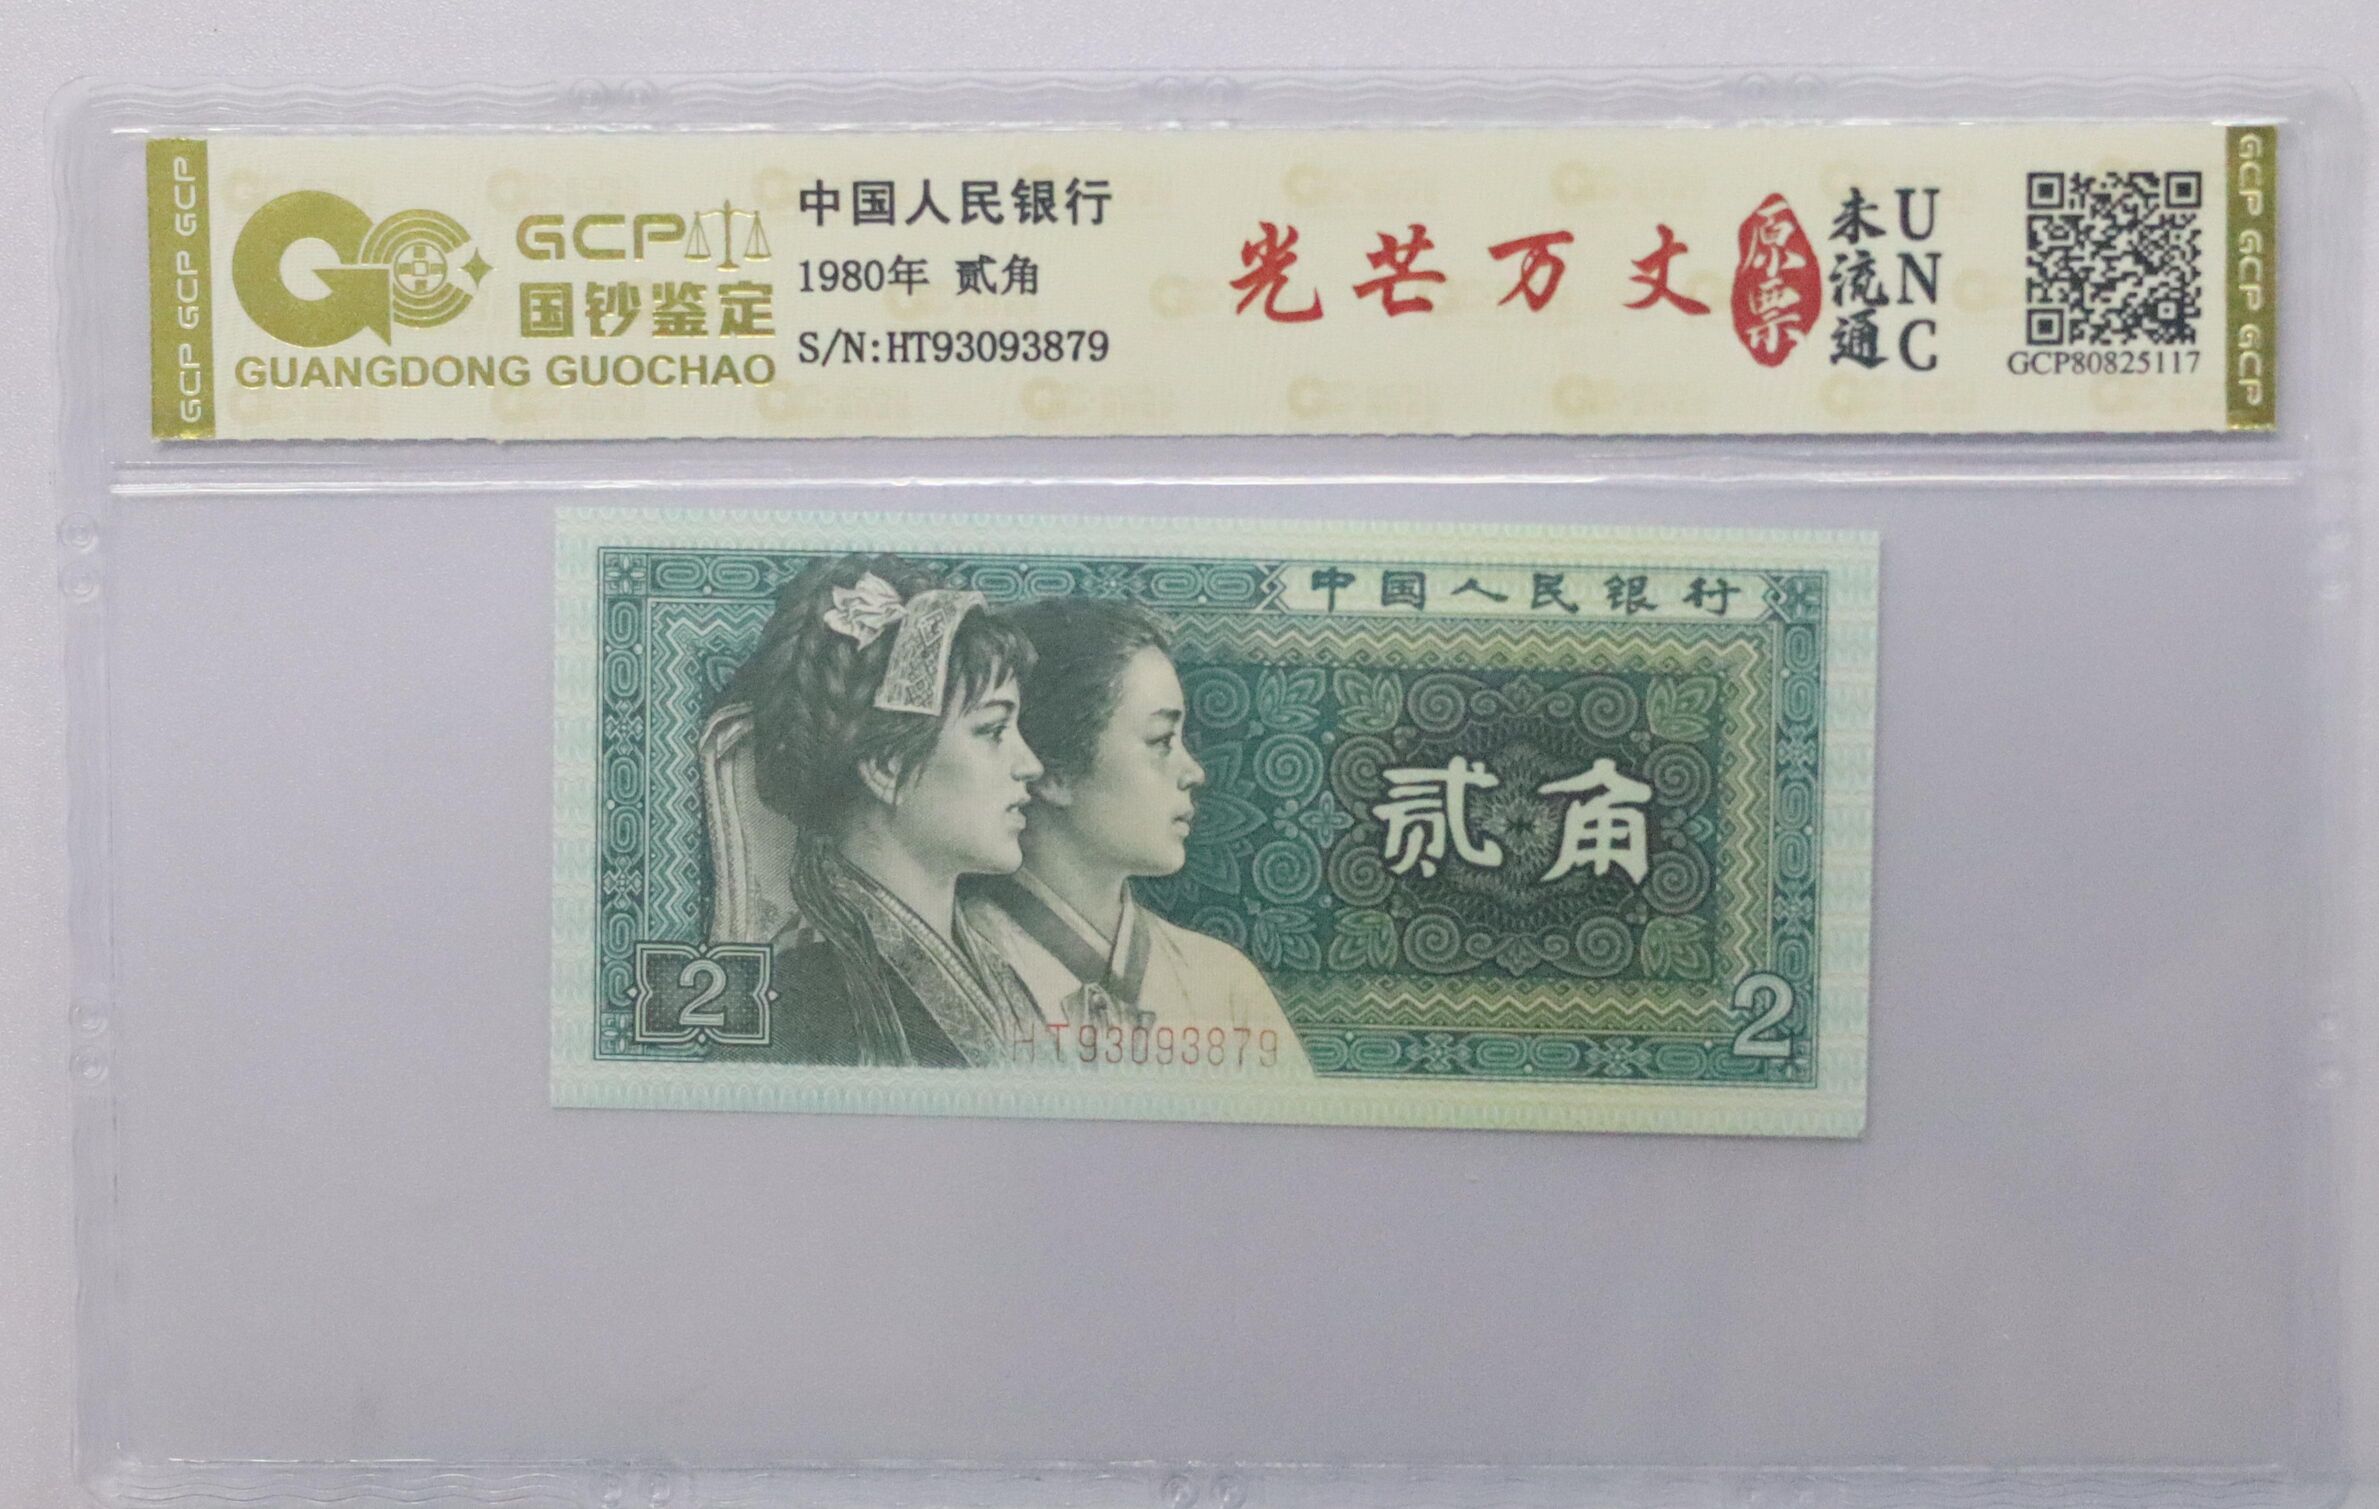 GCP GCP GCP
GCP
国钞鉴定
GUANGDONG GUOCHAO
中国人民银行
1980年 贰角
S/N:HT93093879
光芒万丈
原票
未流通
UNC
GCP80825117
GCP GCP GCP
中国人民银行
贰角
2
HT93093879
2